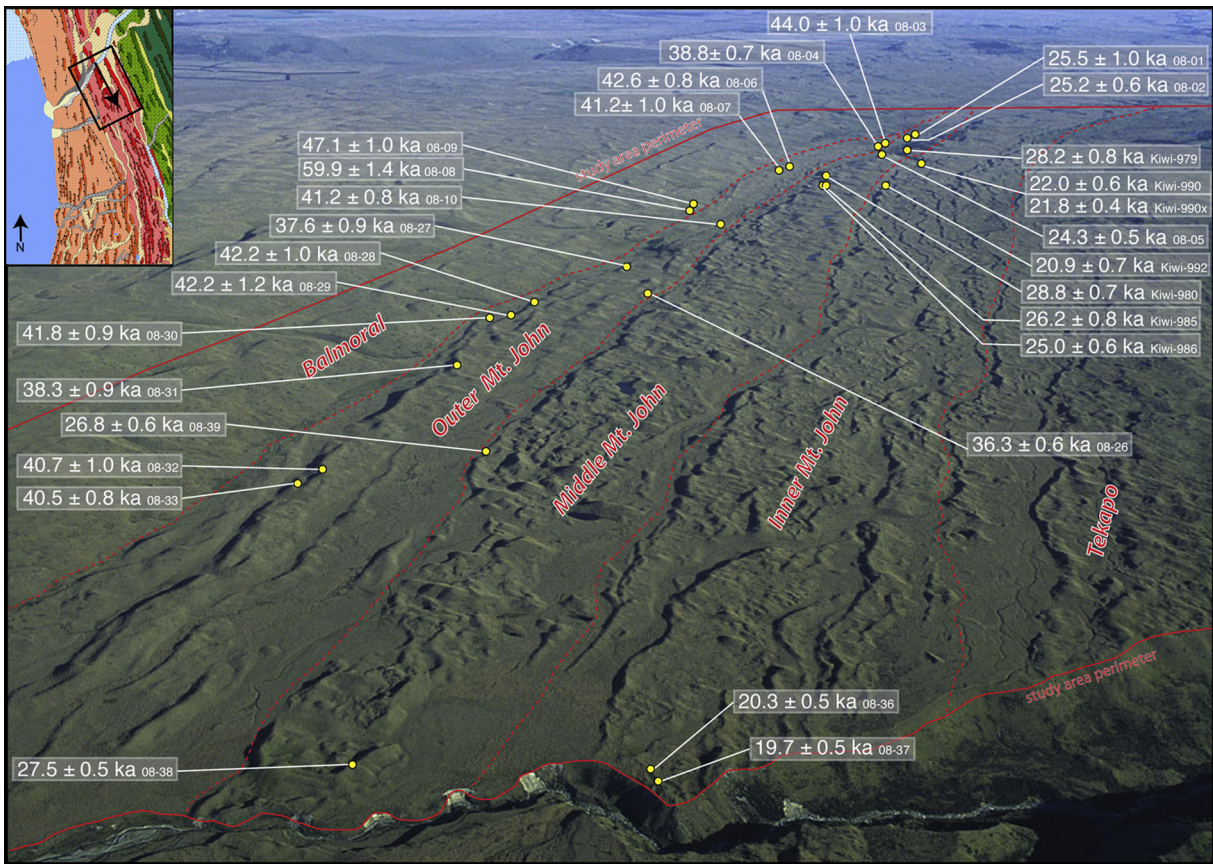 44.0 ± 1.0 ka 08-03
38.8± 0.7 ka 08-04
42.6 ± 0.8 ka 08-06
41.2± 1.0 ka 08-07
25.5 ± 1.0 ka 08-01
25.2 ± 0.6 ka 08-02
study area perimeter
47.1 ± 1.0 ka 08-09
59.9 ± 1.4 ka 08-08
41.2 ± 0.8 ka 08-10
37.6 ± 0.9 ka 08-27
42.2 ± 1.0 ka 08-28
42.2 ± 1.2 ka 08-29
41.8 ± 0.9 ka 08-30
38.3 ± 0.9 ka 08-31
26.8 ± 0.6 ka 08-39
40.7 ± 1.0 ka 08-32
40.5 ± 0.8 ka 08-33
28.2 ± 0.8 ka Kiwi-979
22.0 ± 0.6 ka Kiwi-990
21.8 ± 0.4 ka Kiwi-990x
24.3 ± 0.5 ka 08-05
20.9 ± 0.7 ka Kiwi-992
28.8 ± 0.7 ka Kiwi-980
26.2 ± 0.8 ka Kiwi-985
25.0 ± 0.6 ka Kiwi-986
36.3 ± 0.6 ka 08-26
N
Balmoral
Outer Mt. John
Middle Mt. John
Inner Mt. John
Tekapo
study area perimeter
20.3 ± 0.5 ka 08-36
19.7 ± 0.5 ka 08-37
27.5 ± 0.5 ka 08-38